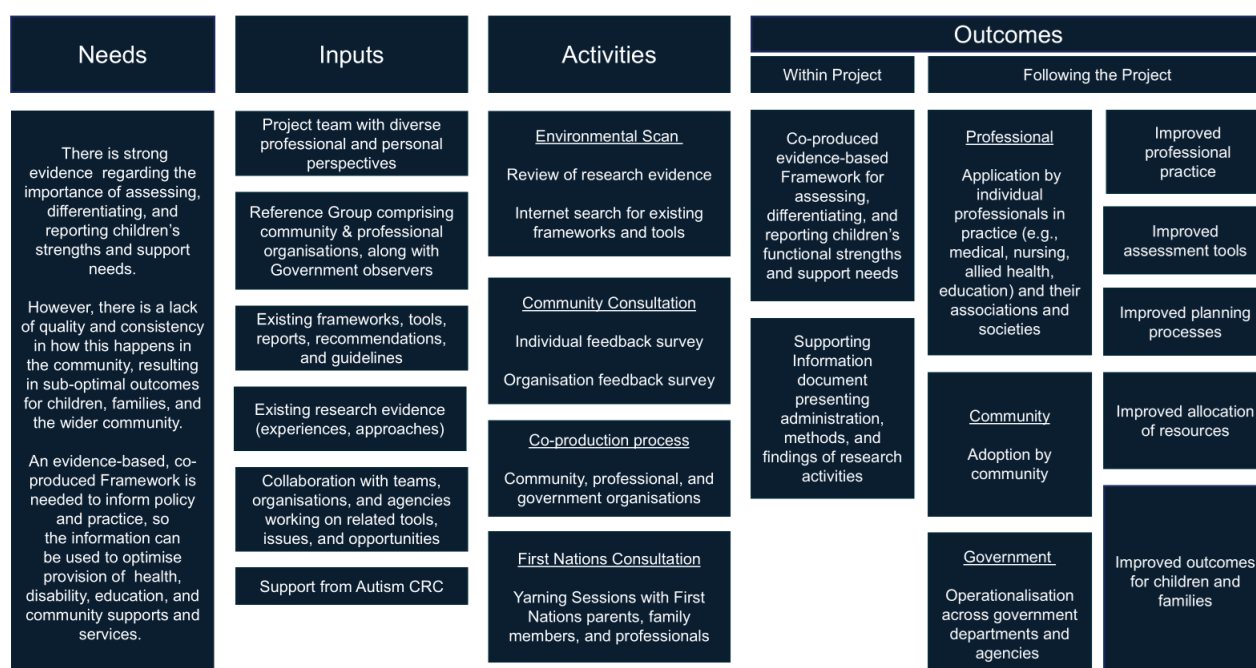 Needs
There is strong
evidence regarding the
importance of assessing,
differentiating, and
reporting children's
strengths and support
needs.
However, there is a lack
of quality and consistency
in how this happens in
the community, resulting
in sub-optimal outcomes
for children, families, and
the wider community.
An evidence-based, co-
produced Framework is
needed to inform policy
and practice, so
the information can
be used to optimise
provision of health,
disability, education, and
community supports and
services.
Inputs
Project team with diverse
professional and personal
perspectives
Reference Group comprising
community & professional
organisations, along with
Government observers
Existing frameworks, tools,
reports, recommendations,
and guidelines
Existing research evidence
(experiences, approaches)
Collaboration with teams,
organisations, and agencies
working on related tools,
issues, and opportunities
Support from Autism CRC
Activities
Environmental Scan
Review of research evidence
Internet search for existing
frameworks and tools
Community Consultation
Individual feedback survey
Organisation feedback survey
Co-production process
Community, professional, and
government organisations
First Nations Consultation
Yarning Sessions with First
Nations parents, family
members, and professionals
Outcomes
Within Project
Co-produced
evidence-based
Framework for
assessing,
differentiating, and
reporting children's
functional strengths
and support needs
Supporting
Information
document
presenting
administration,
methods, and
findings of research
activities
Following the Project
Professional
Application by
individual
professionals in
practice (e.g.,
medical, nursing,
allied health,
education) and their
associations and
societies
Community
Adoption by
community
Government
Operationalisation
across government
departments and
agencies
Improved
professional
practice
Improved
assessment tools
Improved planning
processes
Improved allocation
of resources
Improved outcomes
for children and
families